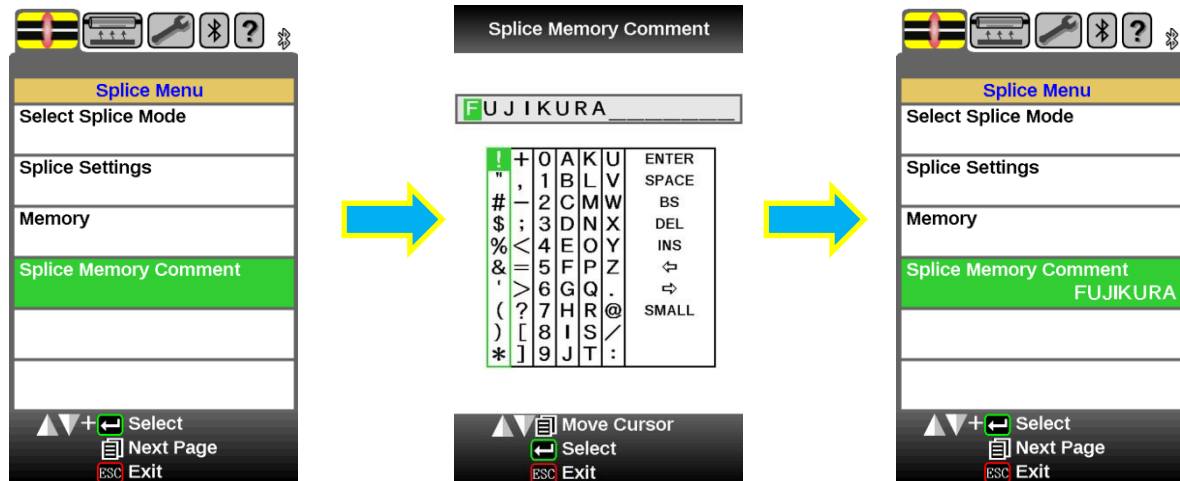 ?
Splice Menu
Select Splice Mode
Splice Settings
Memory
Splice Memory Comment
+ Select
Next Page
ESC Exit
Splice Memory Comment
FUJIKURA_______
! + 0 A K U ENTER
" , 1 B L V SPACE
# − 2 C M W BS
$ ; 3 D N X DEL
% < 4 E O Y INS
& = 5 F P Z ⇦
' > 6 G Q . ⇨
( ? 7 H R @ SMALL
) [ 8 I S /
* ] 9 J T :
Move Cursor
Select
ESC Exit
?
Splice Menu
Select Splice Mode
Splice Settings
Memory
Splice Memory Comment
FUJIKURA
+ Select
Next Page
ESC Exit